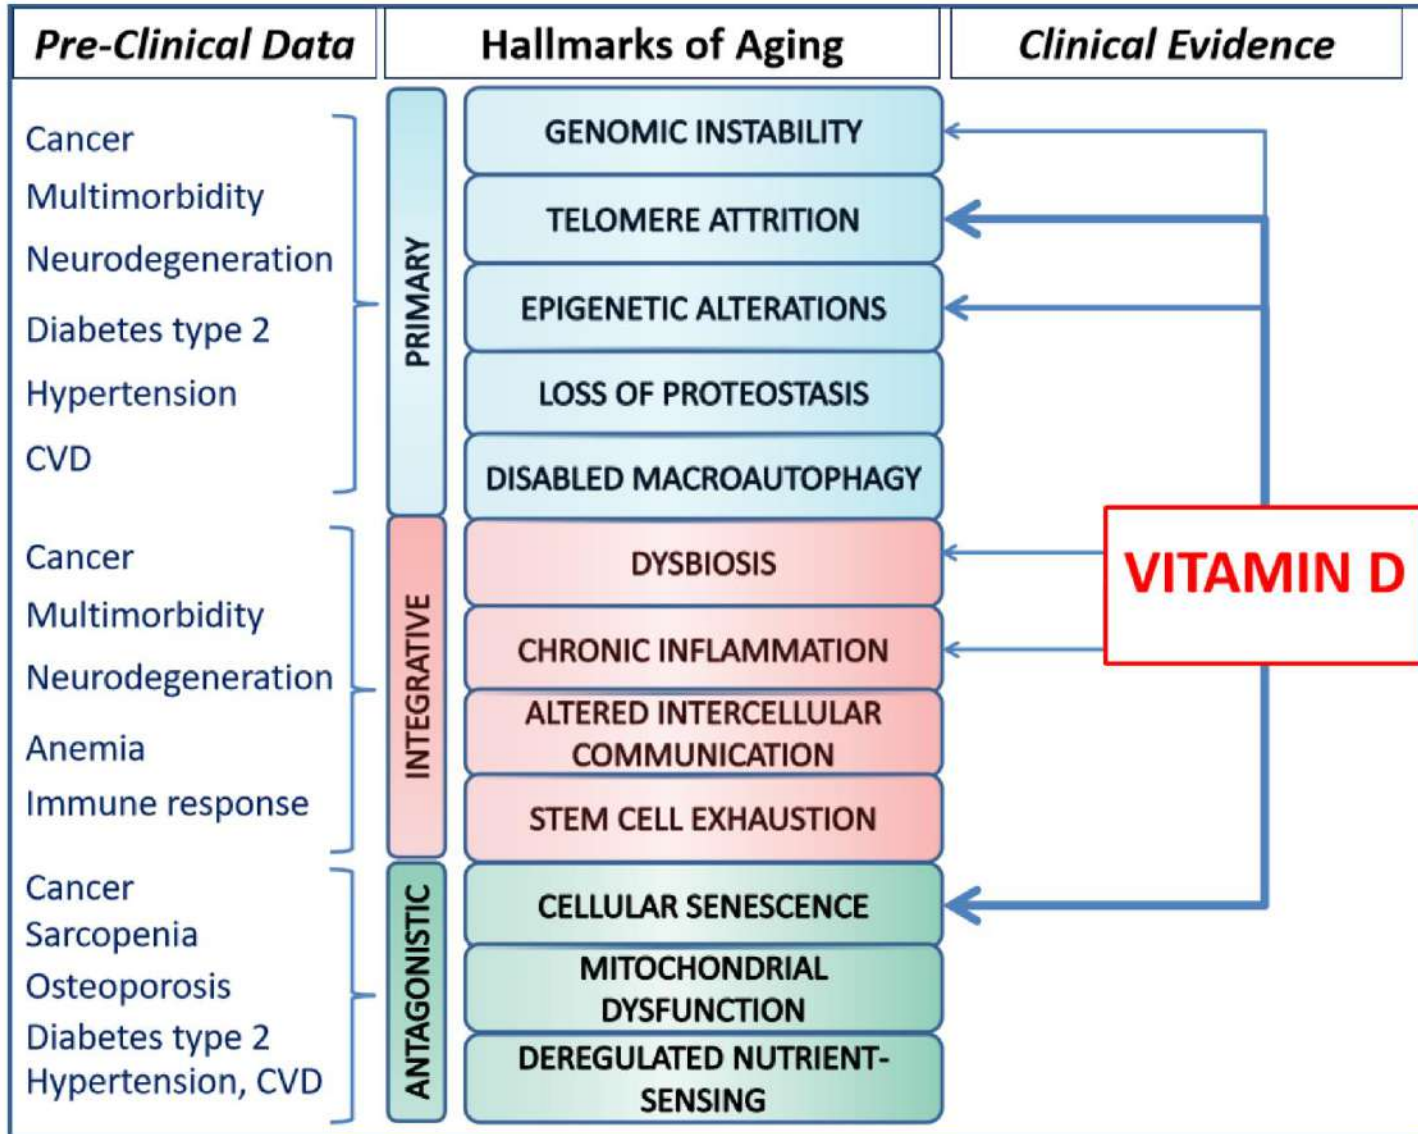 Pre-Clinical Data
Hallmarks of Aging
Clinical Evidence
Cancer
Multimorbidity
Neurodegeneration
Diabetes type 2
Hypertension
CVD
PRIMARY
GENOMIC INSTABILITY
TELOMERE ATTRITION
EPIGENETIC ALTERATIONS
LOSS OF PROTEOSTASIS
DISABLED MACROAUTOPHAGY
Cancer
Multimorbidity
Neurodegeneration
Anemia
Immune response
INTEGRATIVE
DYSBIOSIS
CHRONIC INFLAMMATION
ALTERED INTERCELLULAR
COMMUNICATION
STEM CELL EXHAUSTION
Cancer
Sarcopenia
Osteoporosis
Diabetes type 2
Hypertension, CVD
ANTAGONISTIC
CELLULAR SENESCENCE
MITOCHONDRIAL
DYSFUNCTION
DEREGULATED NUTRIENT-
SENSING
VITAMIN D